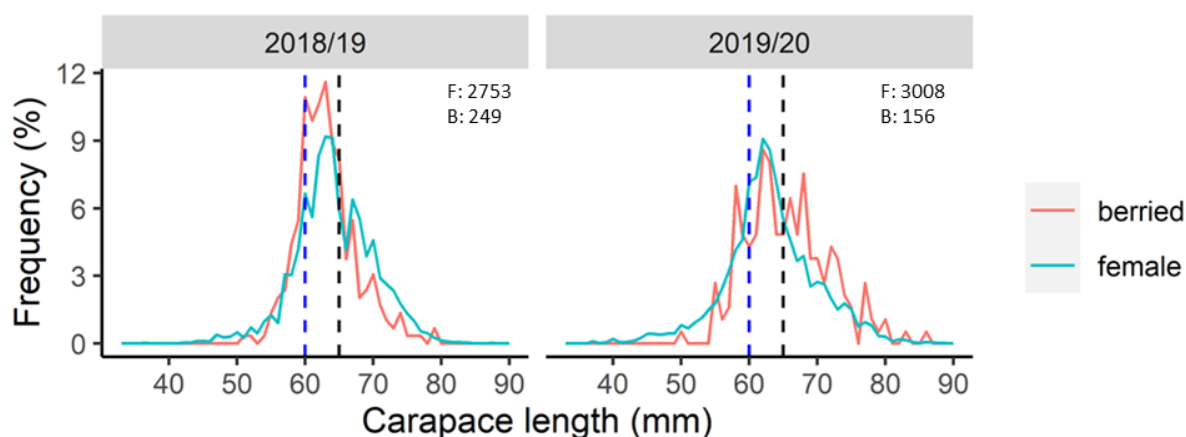 2018/19
2019/20
F: 2753
B: 249
F: 3008
B: 156
Frequency (%)
12
9
6
3
0
40 50 60 70 80 90
40 50 60 70 80 90
Carapace length (mm)
berried
female